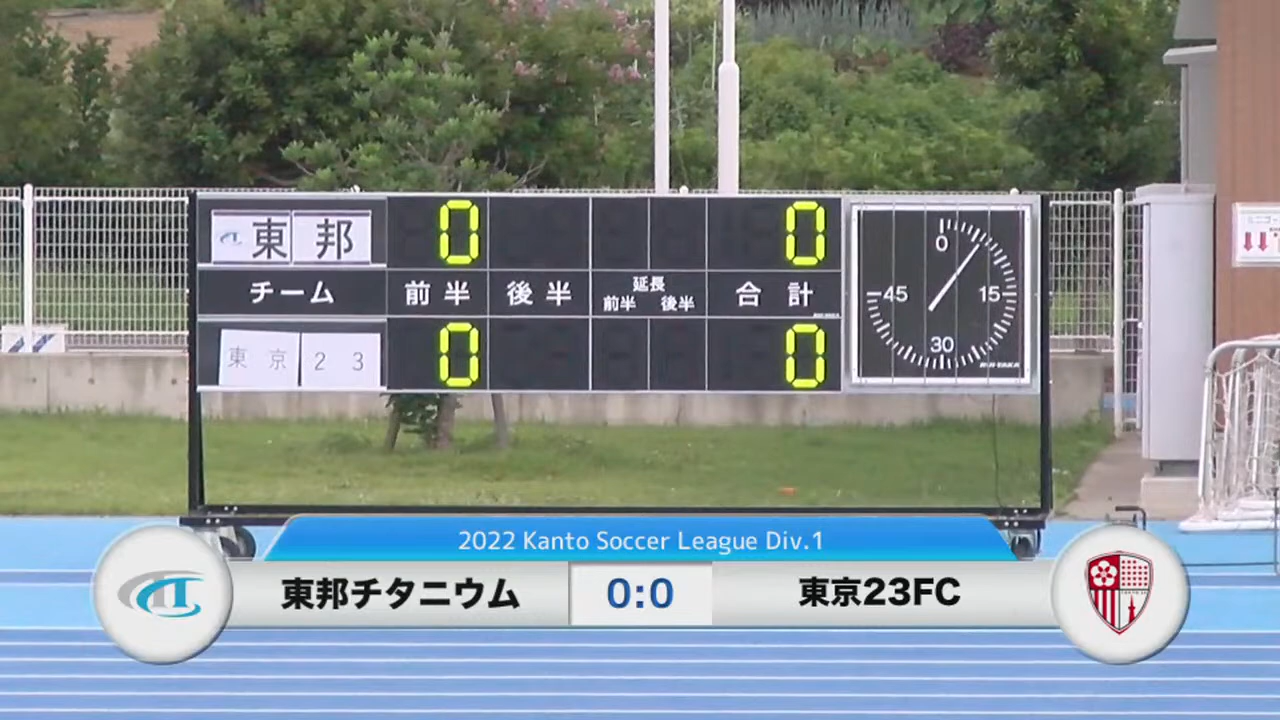 東邦 0 0
チーム 前半 後半 延長 前半 後半 合計
東京 23 0 0
0
15
30
45
2022 Kanto Soccer League Div.1
東邦チタニウム 0:0 東京23FC